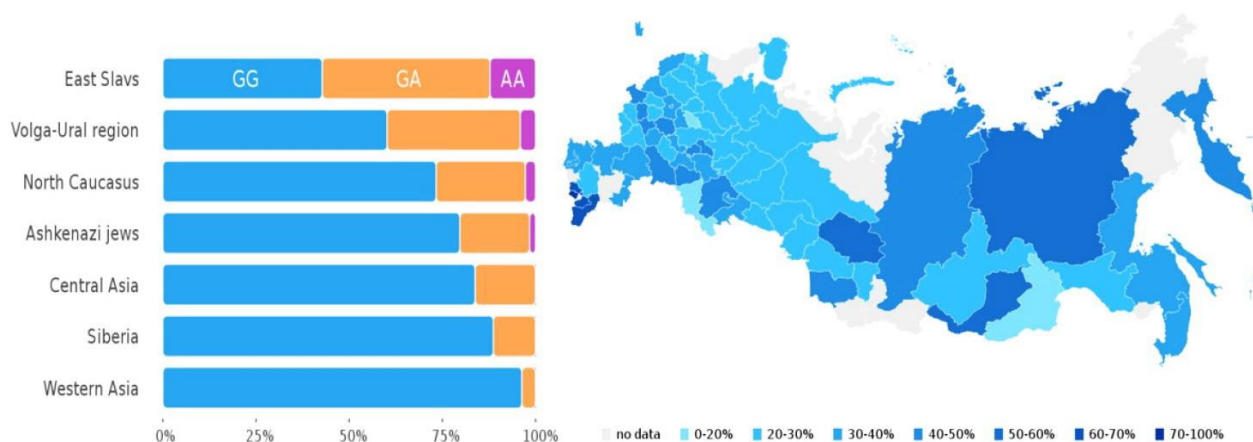 East Slavs GG GA AA
Volga-Ural region
North Caucasus
Ashkenazi jews
Central Asia
Siberia
Western Asia
0% 25% 50% 75% 100%
no data 0-20% 20-30% 30-40% 40-50% 50-60% 60-70% 70-100%